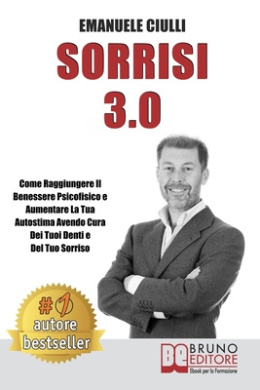 EMANUELE CIULLI
SORRISI
3.0
Come Raggiungere Il
Benessere Psicofisico e
Aumentare La Tua
Autostima Avendo Cura
Dei Tuoi Denti e
Del Tuo Sorriso
#1
autore
bestseller
BE BRUNO
EDITORE
Ebook per la Formazione